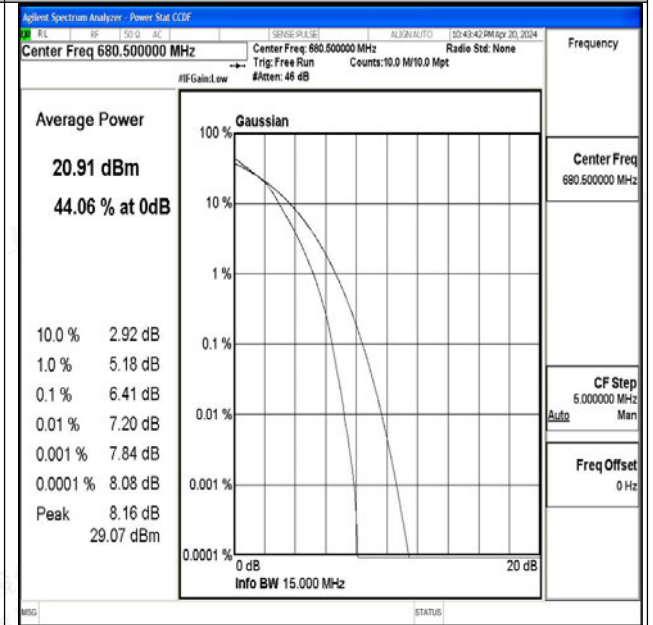 Agilent Spectrum Analyzer - Power Stat CCDF
RL RF 50 Ω AC SENSE:PULSE ALIGN AUTO 10:43:42 PM Apr 20, 2024
Center Freq 680.500000 MHz
Center Freq: 680.500000 MHz Radio Std: None
Trig: Free Run Counts:10.0 M/10.0 Mpt
#IFGain:Low #Atten: 46 dB
Frequency
Average Power
20.91 dBm
44.06 % at 0dB
10.0 % 2.92 dB
1.0 % 5.18 dB
0.1 % 6.41 dB
0.01 % 7.20 dB
0.001 % 7.84 dB
0.0001 % 8.08 dB
Peak 8.16 dB
29.07 dBm
Gaussian
100 %
10 %
1 %
0.1 %
0.01 %
0.001 %
0.0001 %
0 dB 20 dB
Info BW 15.000 MHz
Center Freq
680.500000 MHz
CF Step
5.000000 MHz
Auto Man
Freq Offset
0 Hz
MSG STATUS